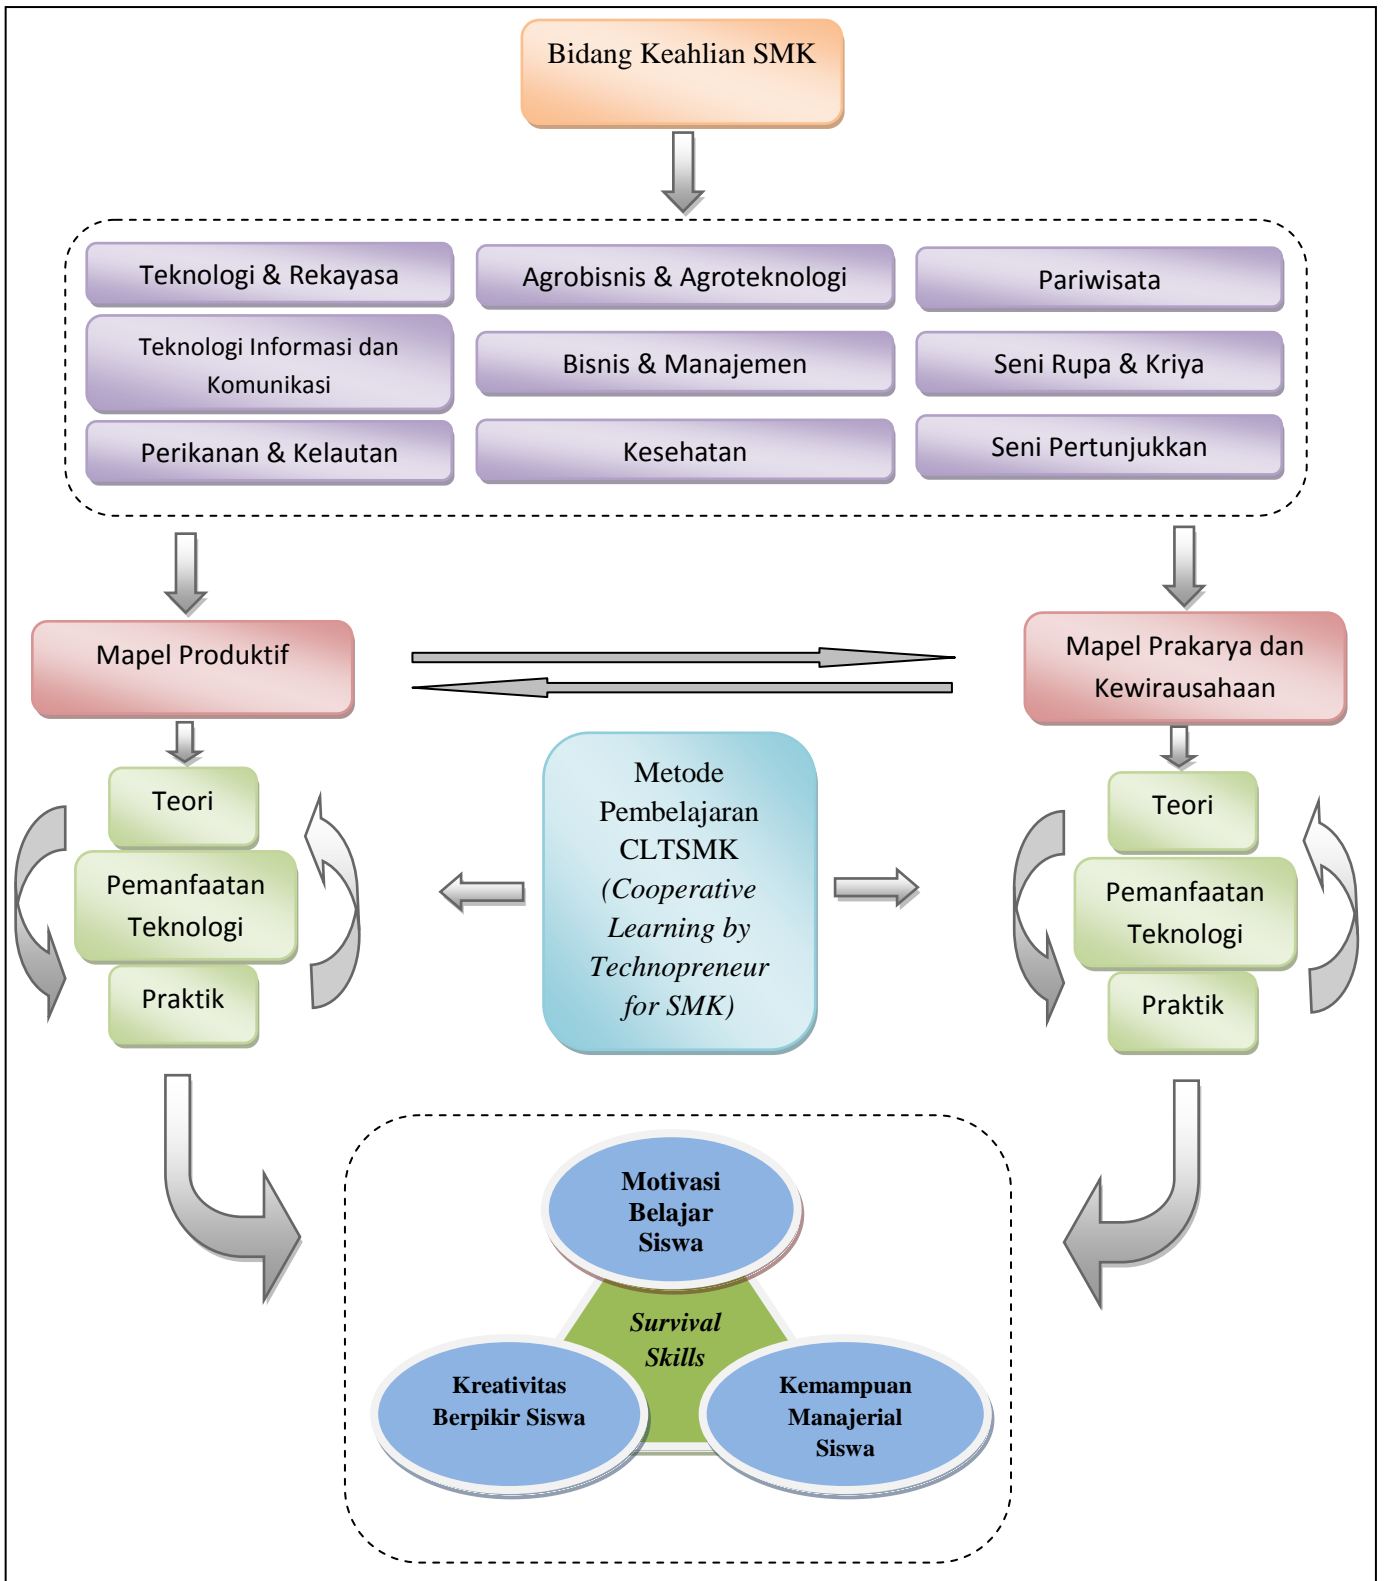 Bidang Keahlian SMK
Teknologi & Rekayasa
Agrobisnis & Agroteknologi
Pariwisata
Teknologi Informasi dan
Komunikasi
Bisnis & Manajemen
Seni Rupa & Kriya
Perikanan & Kelautan
Kesehatan
Seni Pertunjukkan
Mapel Produktif
Mapel Prakarya dan
Kewirausahaan
Teori
Pemanfaatan
Teknologi
Praktik
Metode
Pembelajaran
CLTSMK
(Cooperative
Learning by
Technopreneur
for SMK)
Teori
Pemanfaatan
Teknologi
Praktik
Motivasi
Belajar
Siswa
Survival
Skills
Kreativitas
Berpikir Siswa
Kemampuan
Manajerial
Siswa